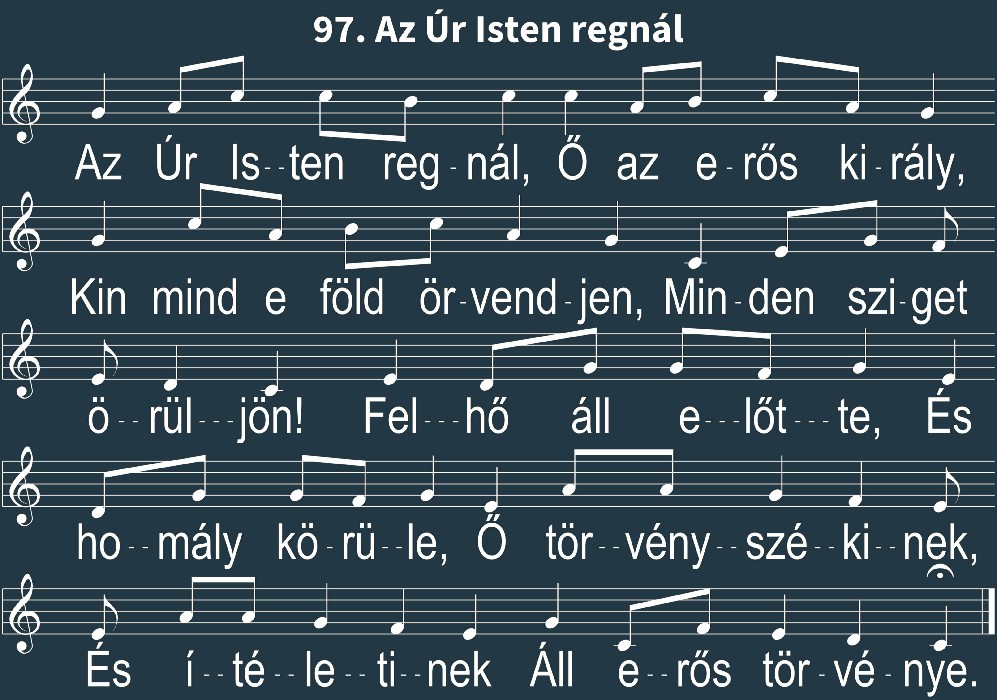 97. Az Úr Isten regnál
Az Úr Is--ten reg-nál, Ő az e-rős ki-rály,
Kin mind e föld ör-vend-jen, Min-den szi-get
ö--rül---jön! Fel---hő áll e---lőt---te, És
ho--mály kö-rü--le, Ő tör--vény--szé--ki--nek,
És í--té--le--ti--nek Áll e--rős tör-vé-nye.